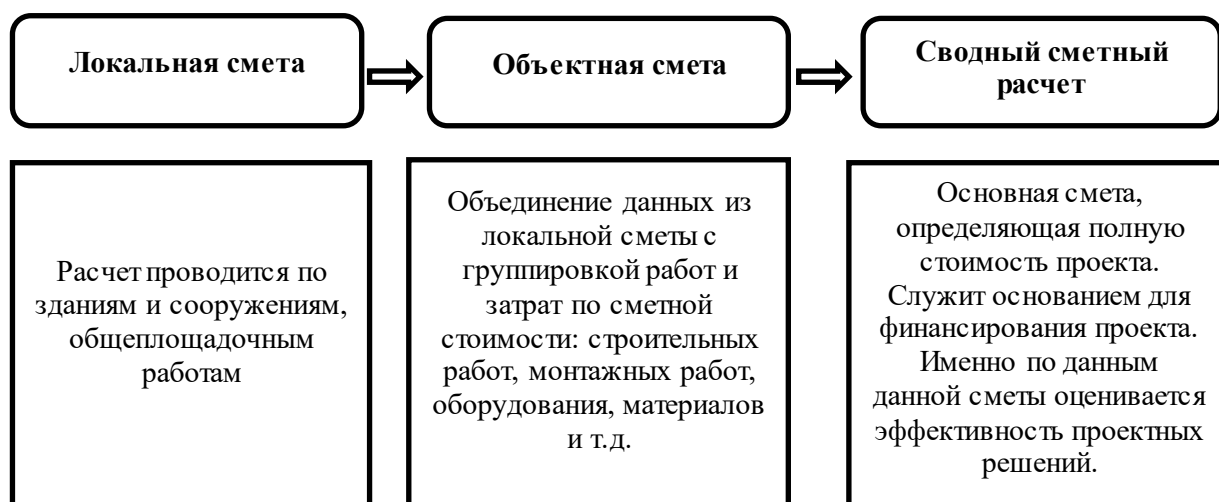 Локальная смета
Объектная смета
Сводный сметный
расчет
Расчет проводится по
зданиям и сооружениям,
общеплощадочным
работам
Объединение данных из
локальной сметы с
группировкой работ и
затрат по сметной
стоимости: строительных
работ, монтажных работ,
оборудования, материалов
и т.д.
Основная смета,
определяющая полную
стоимость проекта.
Служит основанием для
финансирования проекта.
Именно по данным
данной сметы оценивается
эффективность проектных
решений.